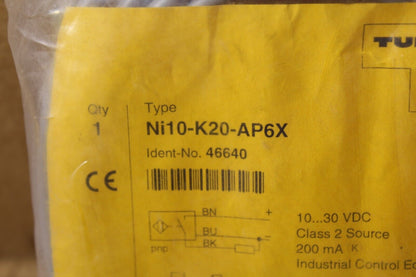 TU
Qty
Type
1
Ni10-K20-AP6X
Ident-No. 46640
CE
BN
+
BU
-
BK
pnp
10...30 VDC
Class 2 Source
200 mA K
Industrial Control E